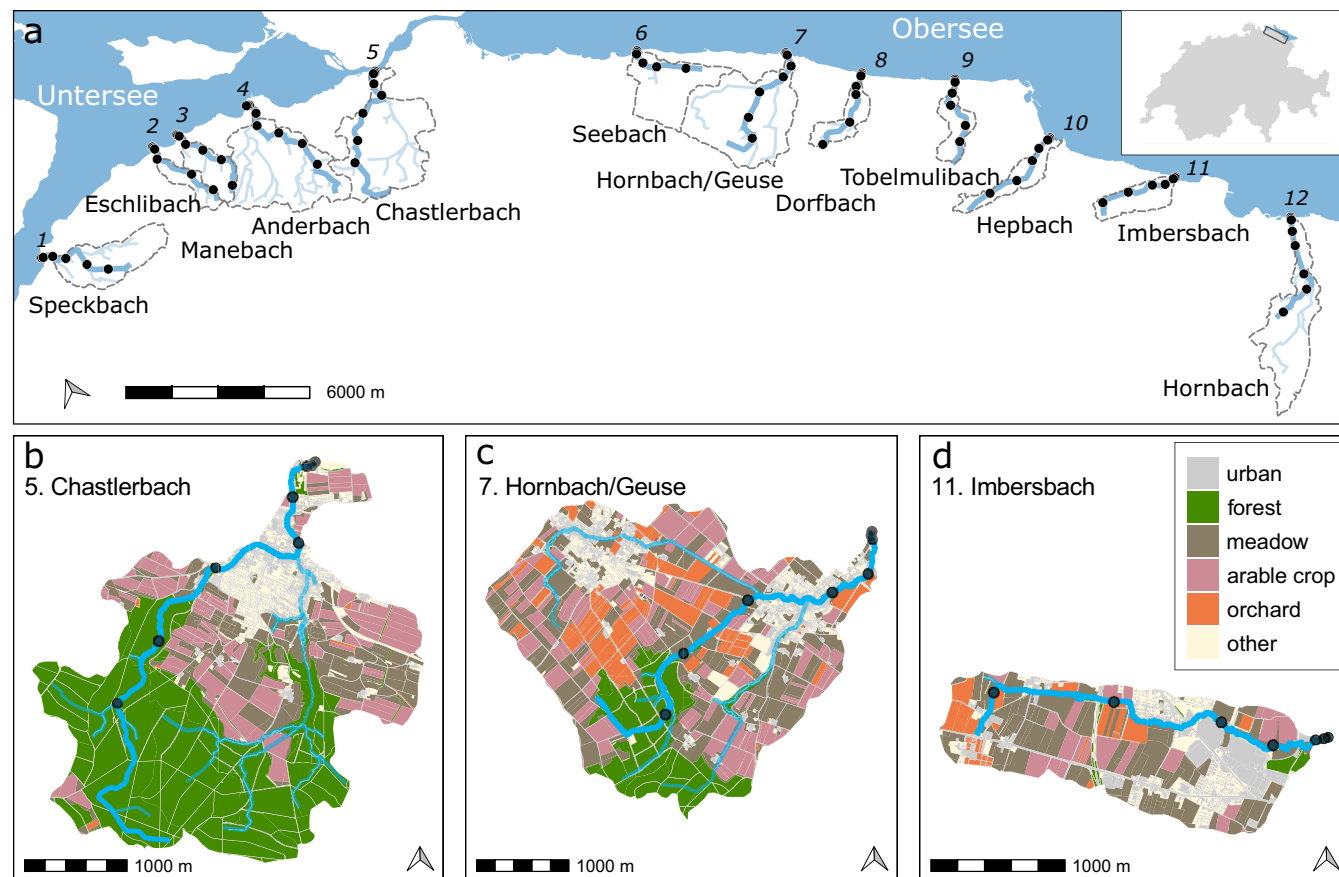 a
Untersee
Obersee
1
2
3
4
5
6
7
8
9
10
11
12
Speckbach
Eschlibach
Manebach
Anderbach
Chastlerbach
Seebach
Hornbach/Geuse
Dorfbach
Tobelmulibach
Hepbach
Imbersbach
Hornbach
6000 m
b
5. Chastlerbach
1000 m
c
7. Hornbach/Geuse
1000 m
d
11. Imbersbach
urban
forest
meadow
arable crop
orchard
other
1000 m